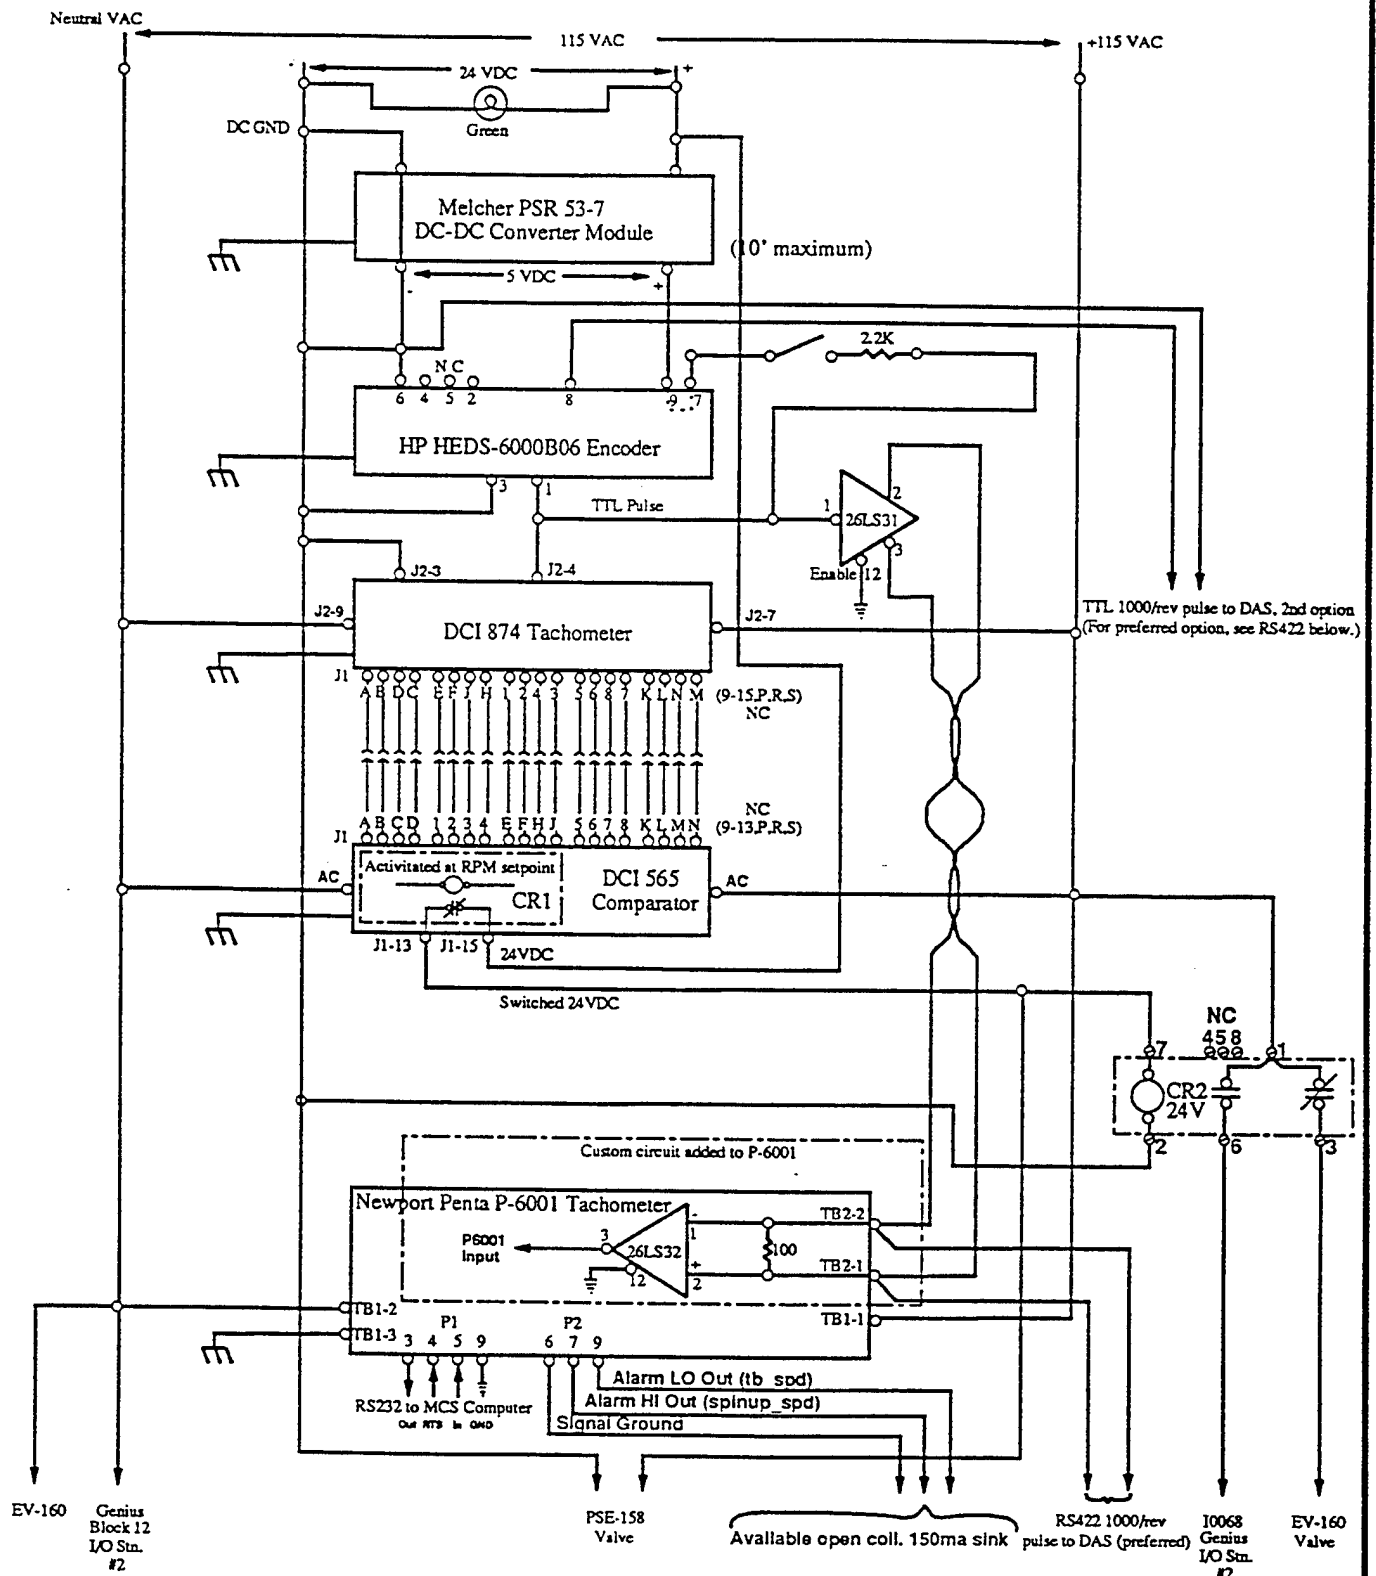 Neutral VAC
115 VAC
+115 VAC
-
24 VDC
+
Green
DC GND
Melcher PSR 53-7
DC-DC Converter Module
(10' maximum)
-
5 VDC
+
2.2K
N C
6 4 5 2 8 9 7
HP HEDS-6000B06 Encoder
3 1
TTL Pulse
1
2
26LS31
3
Enable 12
J2-3
J2-4
J2-9
DCI 874 Tachometer
J2-7
TTL 1000/rev pulse to DAS, 2nd option
(For preferred option, see RS422 below.)
J1
A B D C E F J H 1 2 4 3 5 6 8 7 K L N M
(9-15,P,R,S)
NC
NC
(9-13,P,R,S)
J1
A B C D 1 2 3 4 E F H J 5 6 7 8 K L M N
Activitated at RPM setpoint
CR1
DCI 565
Comparator
AC
AC
J1-13
J1-15
24VDC
Switched 24VDC
NC
7 4 5 8 1
CR2
24V
2 6 3
Custom circuit added to P-6001
Newport Penta P-6001 Tachometer
TB2-2
P6001
Input
3
26LS32
-
1
100
+
2
12
TB2-1
TB1-2
TB1-1
TB1-3
P1
P2
3 4 5 9 6 7 9
Alarm LO Out (tb_spd)
Alarm HI Out (spinup_spd)
Signal Ground
RS232 to MCS Computer
Out RTS In GND
EV-160
Genius
Block 12
I/O Stn.
#2
PSE-158
Valve
Available open coll. 150ma sink
RS422 1000/rev
pulse to DAS (preferred)
I0068
Genius
I/O Stn.
#2
EV-160
Valve